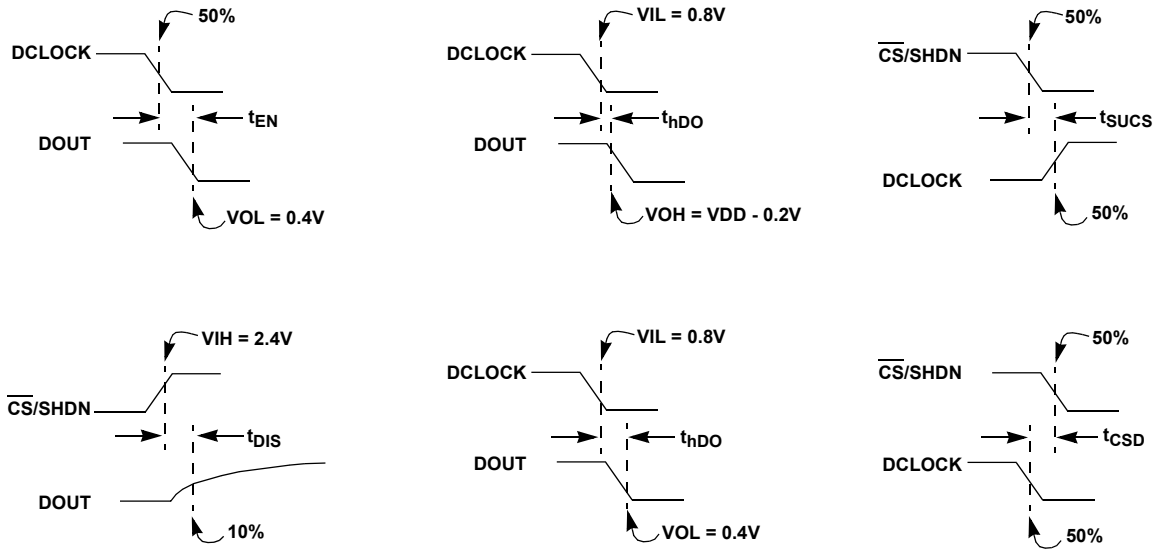 50%
DCLOCK
tEN
DOUT
VOL = 0.4V
VIL = 0.8V
DCLOCK
thDO
DOUT
VOH = VDD - 0.2V
50%
CS/SHDN
tSUCS
DCLOCK
50%
VIH = 2.4V
CS/SHDN
tDIS
DOUT
10%
VIL = 0.8V
DCLOCK
thDO
DOUT
VOL = 0.4V
50%
CS/SHDN
tCSD
DCLOCK
50%